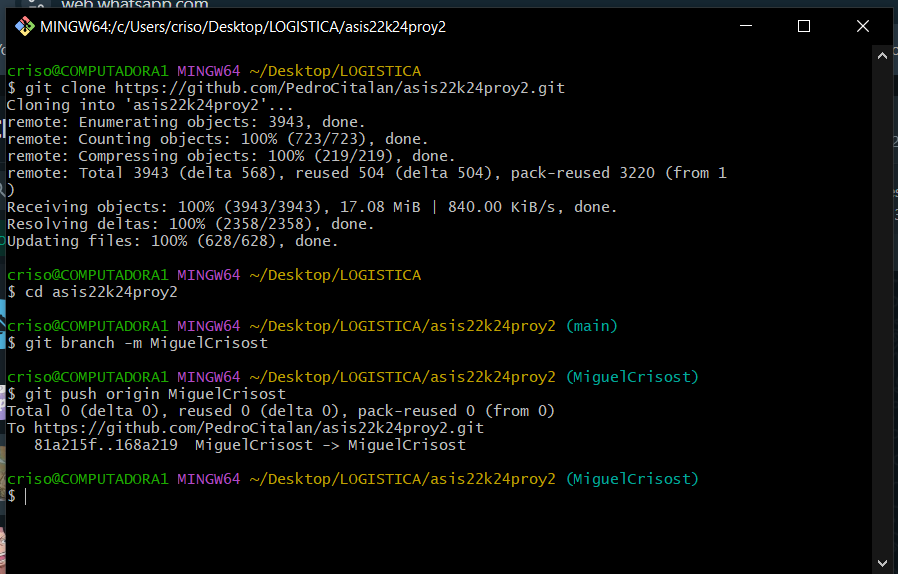 web.whatsapp.com
MINGW64:/c/Users/criso/Desktop/LOGISTICA/asis22k24proy2
criso@COMPUTADORA1 MINGW64 ~/Desktop/LOGISTICA
$ git clone https://github.com/PedroCitalan/asis22k24proy2.git
Cloning into 'asis22k24proy2'...
remote: Enumerating objects: 3943, done.
remote: Counting objects: 100% (723/723), done.
remote: Compressing objects: 100% (219/219), done.
remote: Total 3943 (delta 568), reused 504 (delta 504), pack-reused 3220 (from 1
)
Receiving objects: 100% (3943/3943), 17.08 MiB | 840.00 KiB/s, done.
Resolving deltas: 100% (2358/2358), done.
Updating files: 100% (628/628), done.
criso@COMPUTADORA1 MINGW64 ~/Desktop/LOGISTICA
$ cd asis22k24proy2
criso@COMPUTADORA1 MINGW64 ~/Desktop/LOGISTICA/asis22k24proy2 (main)
$ git branch -m MiguelCrisost
criso@COMPUTADORA1 MINGW64 ~/Desktop/LOGISTICA/asis22k24proy2 (MiguelCrisost)
$ git push origin MiguelCrisost
Total 0 (delta 0), reused 0 (delta 0), pack-reused 0 (from 0)
To https://github.com/PedroCitalan/asis22k24proy2.git
   81a215f..168a219  MiguelCrisost -> MiguelCrisost
criso@COMPUTADORA1 MINGW64 ~/Desktop/LOGISTICA/asis22k24proy2 (MiguelCrisost)
$